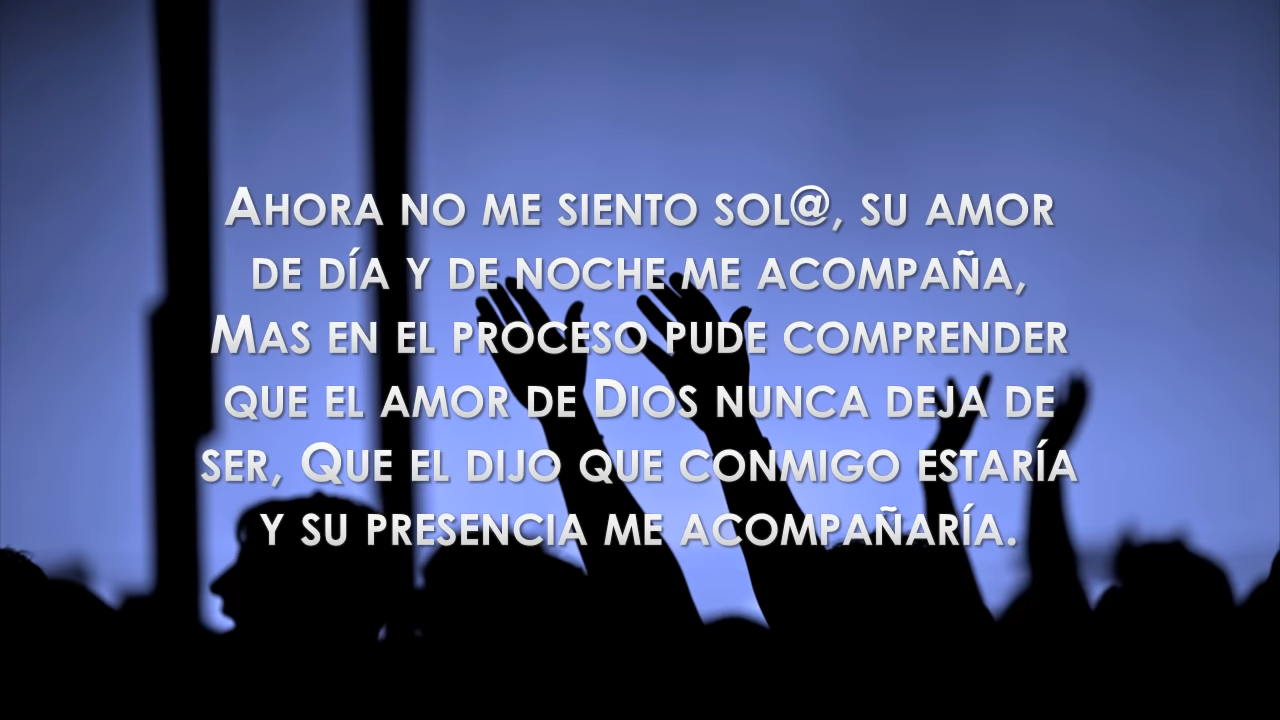 Ahora no me siento sol@, su amor
de día y de noche me acompaña,
Mas en el proceso pude comprender
que el amor de Dios nunca deja de
ser, Que el dijo que conmigo estaría
y su presencia me acompañaría.